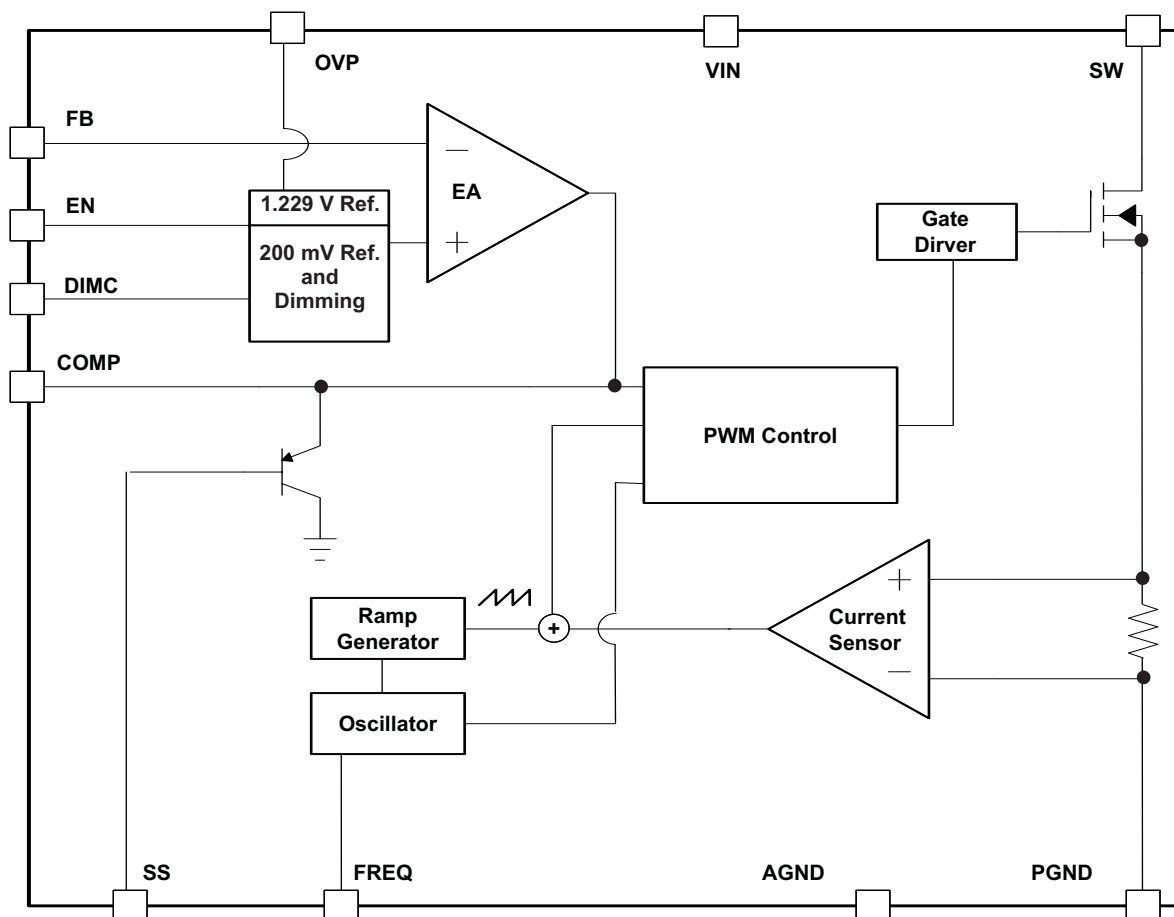 OVP
VIN
SW
FB
EA
EN
1.229 V Ref.
200 mV Ref.
and
Dimming
Gate
Dirver
DIMC
COMP
PWM Control
Ramp
Generator
+
Current
Sensor
Oscillator
SS
FREQ
AGND
PGND